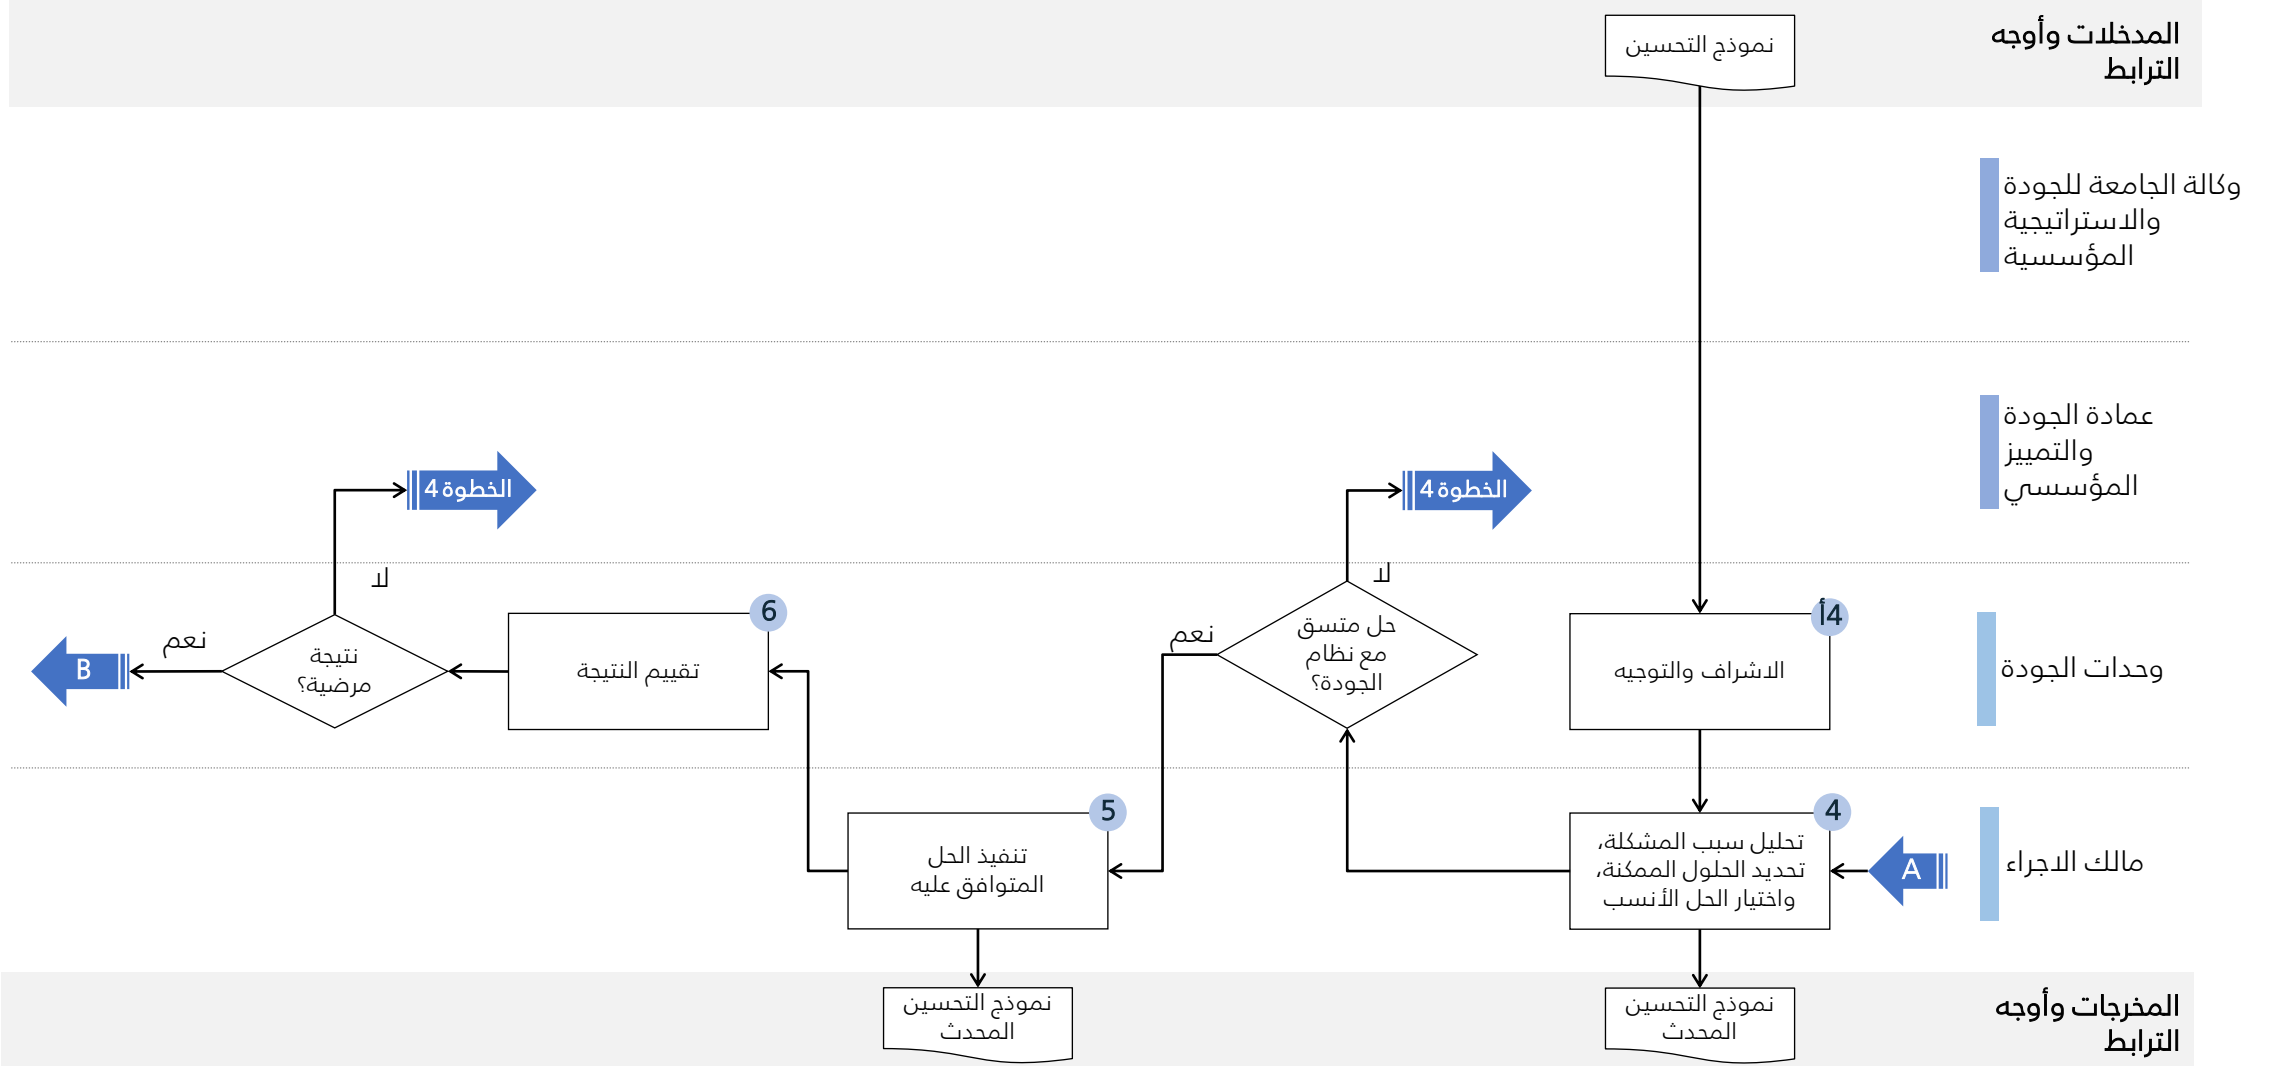 المدخلات وأوجه
الترابط
نموذج التحسين
وكالة الجامعة للجودة
والاستراتيجية
المؤسسية
عمادة الجودة
والتمييز
المؤسسي
الخطوة 4
الخطوة 4
لا
لا
وحدات الجودة
4أ
الاشراف والتوجيه
حل متسق
مع نظام
الجودة؟
نعم
6
تقييم النتيجة
نتيجة
مرضية؟
نعم
B
مالك الاجراء
A
4
تحليل سبب المشكلة،
تحديد الحلول الممكنة،
واختيار الحل الأنسب
5
تنفيذ الحل
المتوافق عليه
المخرجات وأوجه
الترابط
نموذج التحسين
المحدث
نموذج التحسين
المحدث